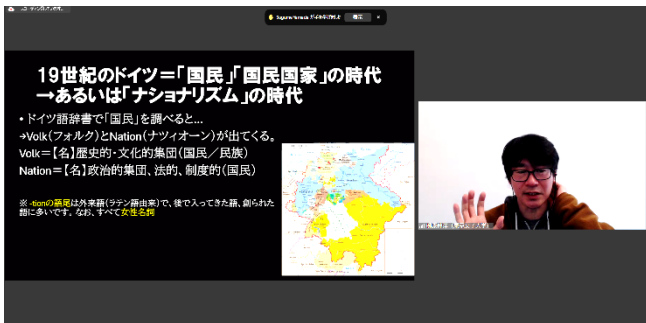 19世紀のドイツ=「国民」「国民国家」の時代
→あるいは「ナショナリズム」の時代
• ドイツ語辞書で「国民」を調べると…
→Volk(フォルク)とNation(ナツィオーン)が出てくる。
Volk=【名】歴史的・文化的集団(国民/民族)
Nation=【名】政治的集団、法的、制度的(国民)
※ -tionの語尾は外来語(ラテン語由来)で、後で入ってきた語、創られた
語に多いです。なお、すべて女性名詞